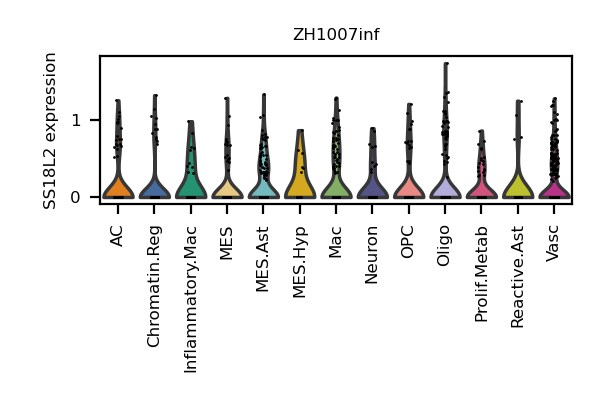 ZH1007inf
SS18L2 expression
1
0
AC
Chromatin.Reg
Inflammatory.Mac
MES
MES.Ast
MES.Hyp
Mac
Neuron
OPC
Oligo
Prolif.Metab
Reactive.Ast
Vasc